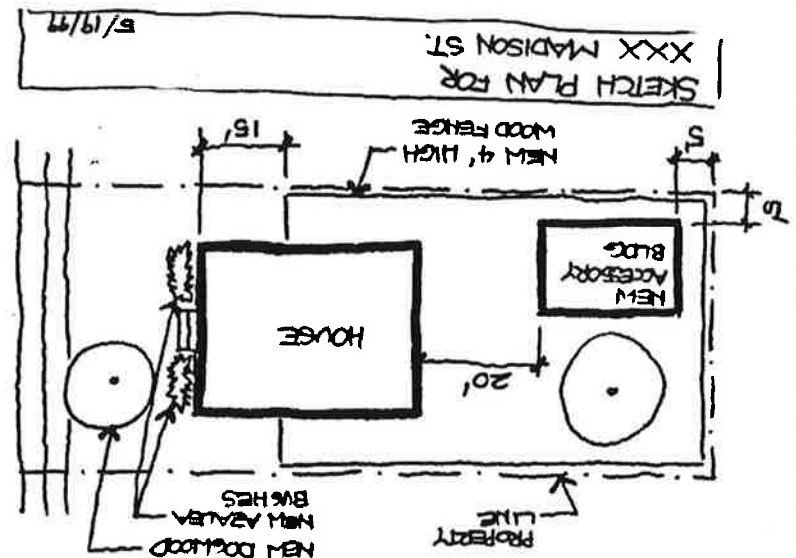 NEW DOGWOOD
NEW AZALEA
BUSHES
PROPERTY
LINE
20'
HOUSE
NEW
ACCESSORY
BLDG
5'
5'
NEW 4' HIGH
WOOD FENCE
15'
SKETCH PLAN FOR
XXX MADISON ST.
5/19/99